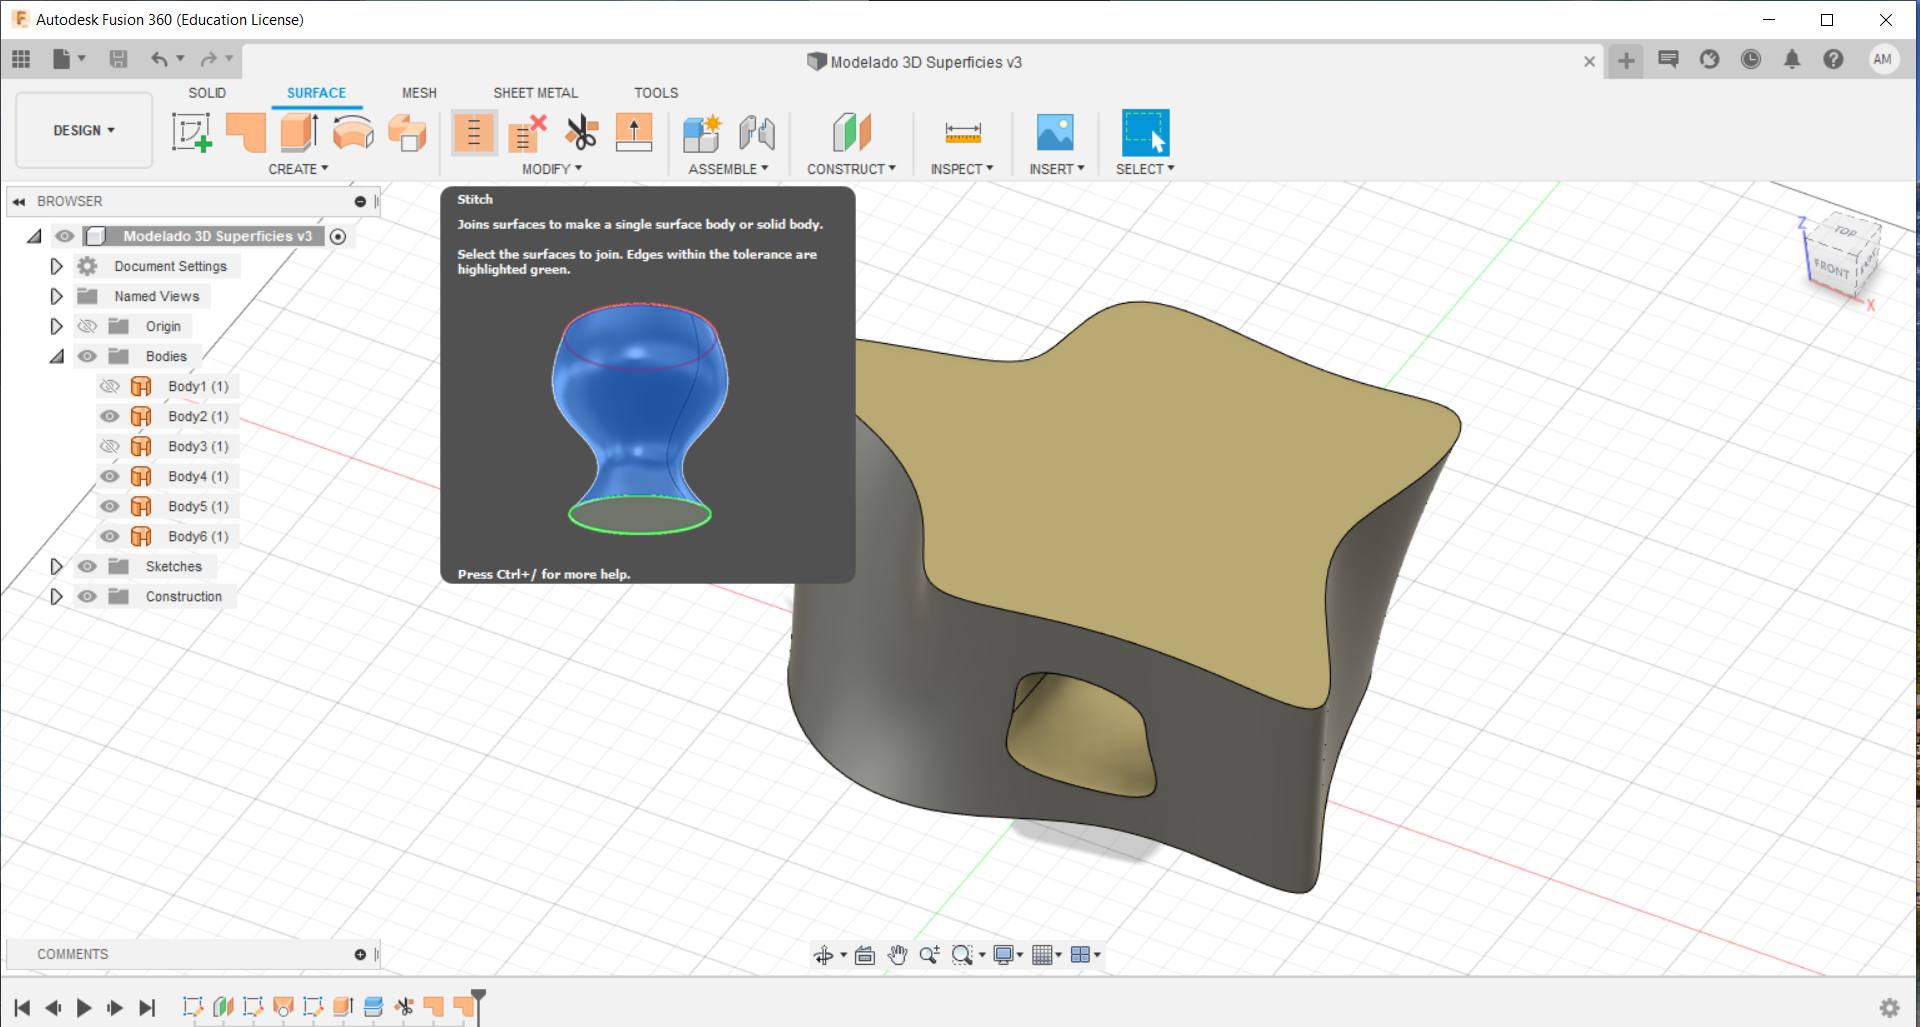 Autodesk Fusion 360 (Education License)
Modelado 3D Superficies v3
AM
SOLID
SURFACE
MESH
SHEET METAL
TOOLS
DESIGN
CREATE
MODIFY
ASSEMBLE
CONSTRUCT
INSPECT
INSERT
SELECT
BROWSER
Modelado 3D Superficies v3
Document Settings
Named Views
Origin
Bodies
Body1 (1)
Body2 (1)
Body3 (1)
Body4 (1)
Body5 (1)
Body6 (1)
Sketches
Construction
Stitch
Joins surfaces to make a single surface body or solid body.
Select the surfaces to join. Edges within the tolerance are
highlighted green.
Press Ctrl+/ for more help.
Z
TOP
FRONT
X
COMMENTS